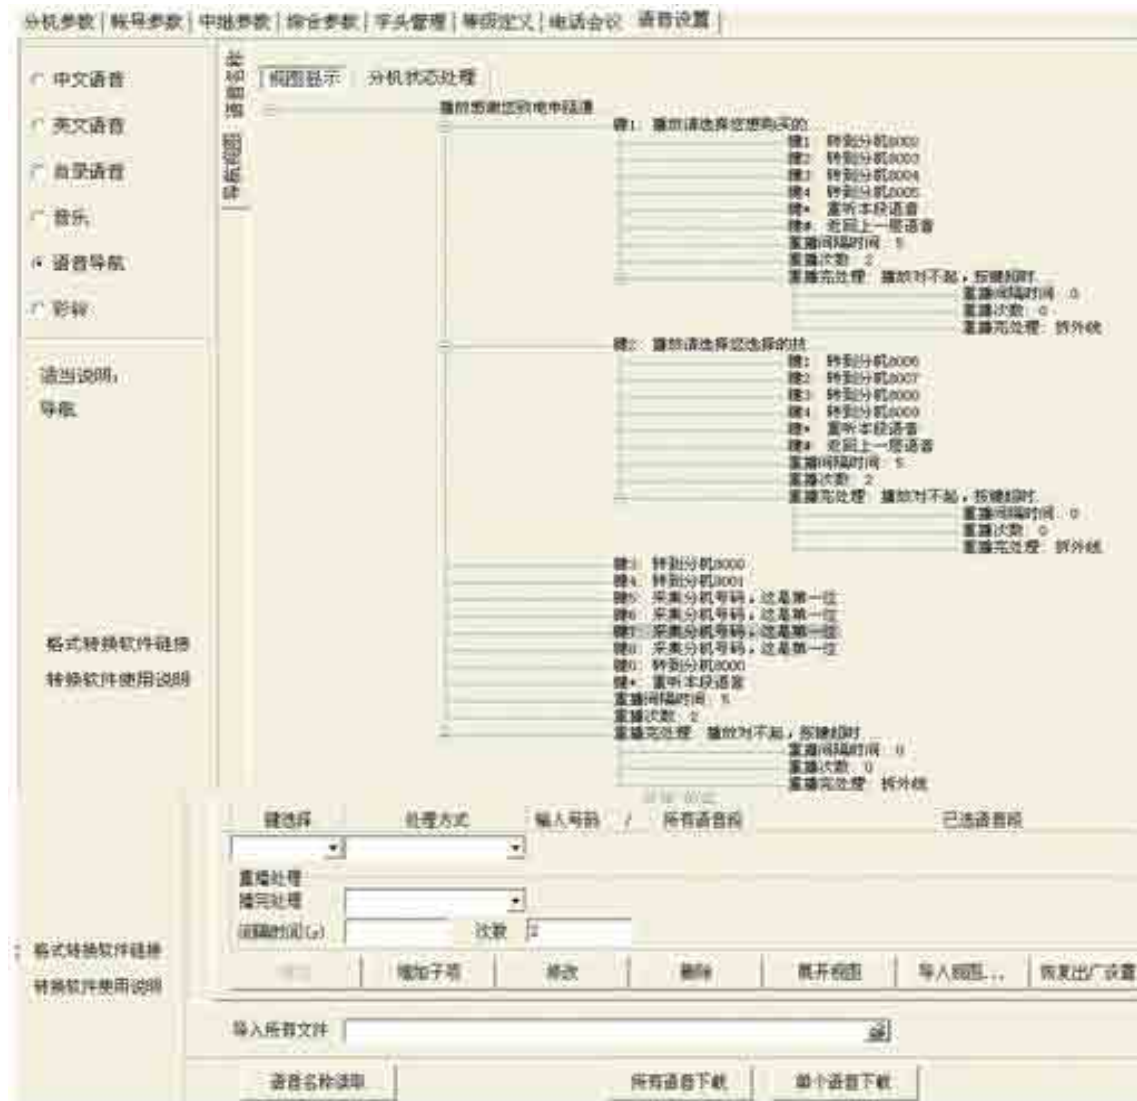 分机参数 账号参数 中继参数 综合参数 字头管理 等级定义 电话会议 语音设置
中文语音
英文语音
目录语音
音乐
语音导航
彩铃
适当说明:
导航
格式转换软件链接
转换软件使用说明
格式转换软件链接
转换软件使用说明
导航视图
视图显示 分机状态处理
播放感谢您致电申瓯通
键1: 播放请选择您想购买的
键1: 转到分机8002
键2: 转到分机8003
键3: 转到分机8004
键4: 转到分机8005
键*: 重听本段语音
键#: 返回上一层语音
重播间隔时间: 5
重播次数: 2
重播完处理: 播放对不起,按键超时
重播间隔时间: 0
重播次数: 0
重播完处理: 拆外线
键2: 播放请选择您选择的技
键1: 转到分机8006
键2: 转到分机8007
键3: 转到分机
键4: 转到分机
键*: 重听本段语音
键#: 返回上一层语音
重播间隔时间: 5
重播次数: 2
重播完处理: 播放对不起,按键超时
重播间隔时间: 0
重播次数: 0
重播完处理: 拆外线
键3: 转到分机8000
键4: 转到分机8001
键5: 采集分机号码,这是第一位
键6: 采集分机号码,这是第一位
键7: 采集分机号码,这是第一位
键8: 采集分机号码,这是第一位
键0: 转到分机8000
键*: 重听本段语音
重播间隔时间: 5
重播次数: 2
重播完处理: 播放对不起,按键超时
重播间隔时间: 0
重播次数: 0
重播完处理: 拆外线
键选择 处理方式 输入号码 / 所有语音段 已选语音段
重播处理
播完处理
间隔时间(s) 次数 2
增加子项 修改 删除 展开视图 导入视图... 恢复出厂设置
导入所有文件
语音名称读取 所有语音下载 单个语音下载